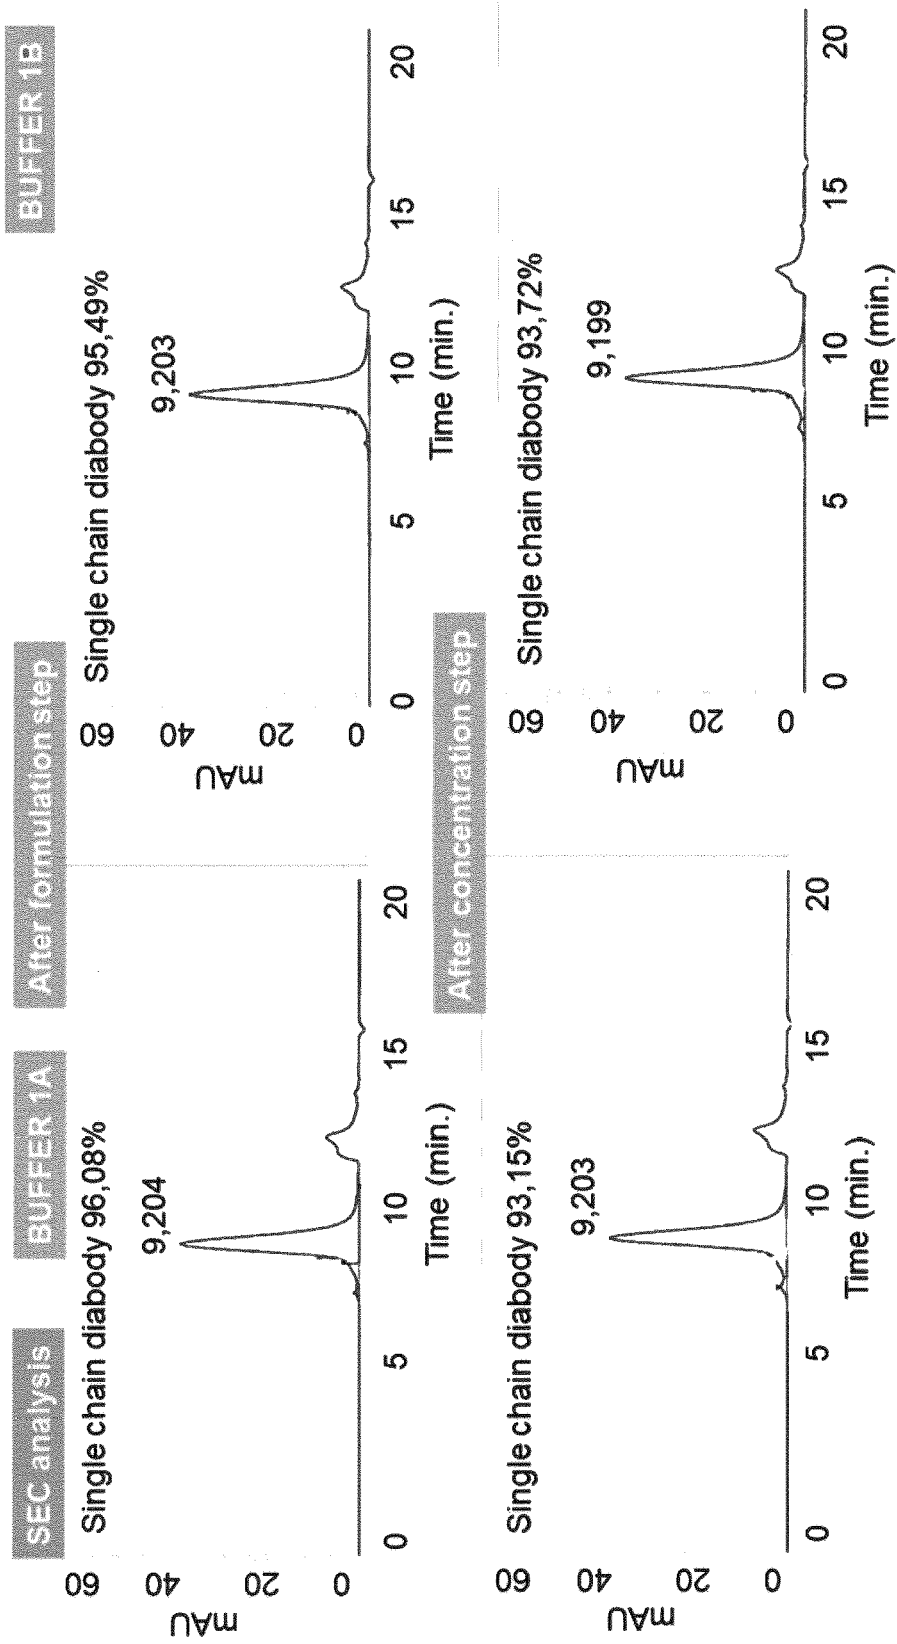 SEC analysis
BUFFER 1A
After formulation step
BUFFER 1B
Single chain diabody 96,08%
9,204
mAU
60
40
20
0
0 5 10 15 20
Time (min.)
Single chain diabody 95,49%
9,203
mAU
60
40
20
0
0 5 10 15 20
Time (min.)
After concentration step
Single chain diabody 93,15%
9,203
mAU
60
40
20
0
0 5 10 15 20
Time (min.)
Single chain diabody 93,72%
9,199
mAU
60
40
20
0
0 5 10 15 20
Time (min.)